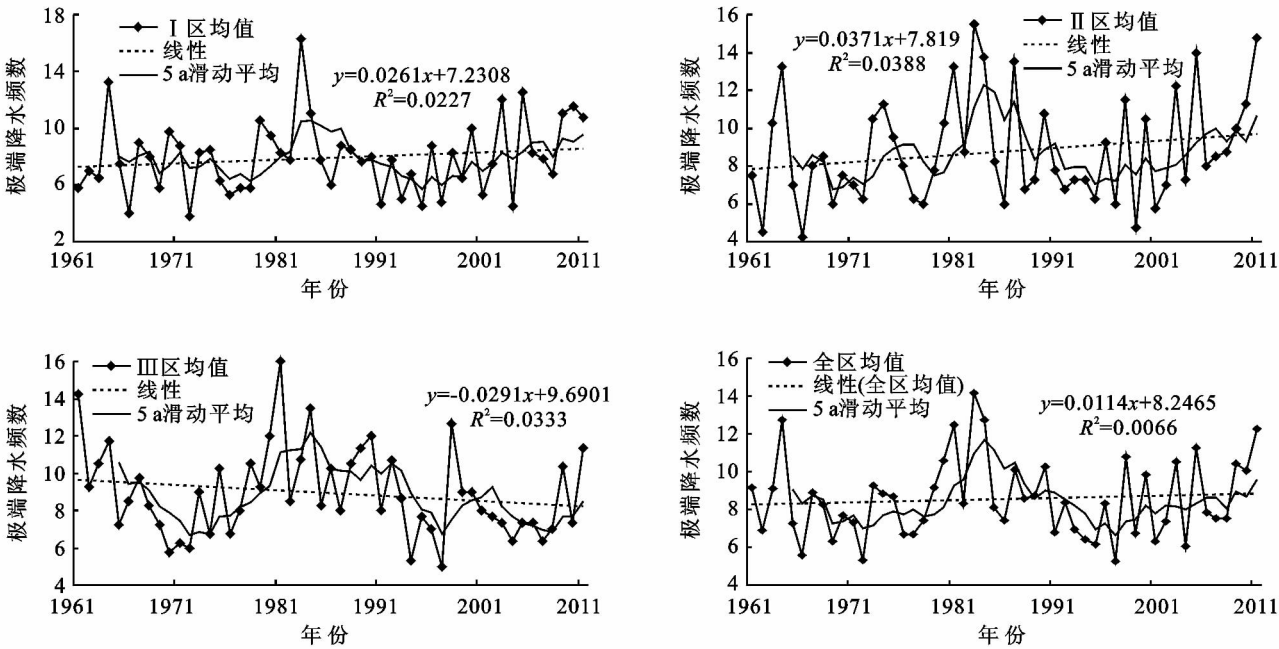 极端降水频数
18
14
10
6
2
Ⅰ区均值
线性
5 a滑动平均
y=0.0261x+7.2308
R²=0.0227
1961 1971 1981 1991 2001 2011
年份
极端降水频数
16
14
12
10
8
6
4
Ⅱ区均值
线性
5 a滑动平均
y=0.0371x+7.819
R²=0.0388
1961 1971 1981 1991 2001 2011
年份
极端降水频数
16
14
12
10
8
6
4
Ⅲ区均值
线性
5 a滑动平均
y=-0.0291x+9.6901
R²=0.0333
1961 1971 1981 1991 2001 2011
年份
极端降水频数
16
14
12
10
8
6
4
全区均值
线性(全区均值)
5 a滑动平均
y=0.0114x+8.2465
R²=0.0066
1961 1971 1981 1991 2001 2011
年份